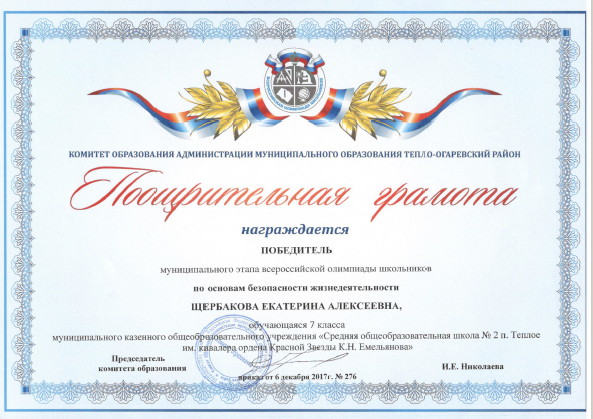 КОМИТЕТ ОБРАЗОВАНИЯ АДМИНИСТРАЦИИ МУНИЦИПАЛЬНОГО ОБРАЗОВАНИЯ ТЕПЛО-ОГАРЕВСКИЙ РАЙОН
Поощрительная грамота
награждается
ПОБЕДИТЕЛЬ
муниципального этапа всероссийской олимпиады школьников
по основам безопасности жизнедеятельности
ЩЕРБАКОВА ЕКАТЕРИНА АЛЕКСЕЕВНА,
обучающаяся 7 класса
муниципального казенного общеобразовательного учреждения «Средняя общеобразовательная школа № 2 п. Теплое
им. кавалера ордена Красной Звезды К.Н. Емельянова»
Председатель
комитета образования
И.Е. Николаева
приказ от 6 декабря 2017г. № 276